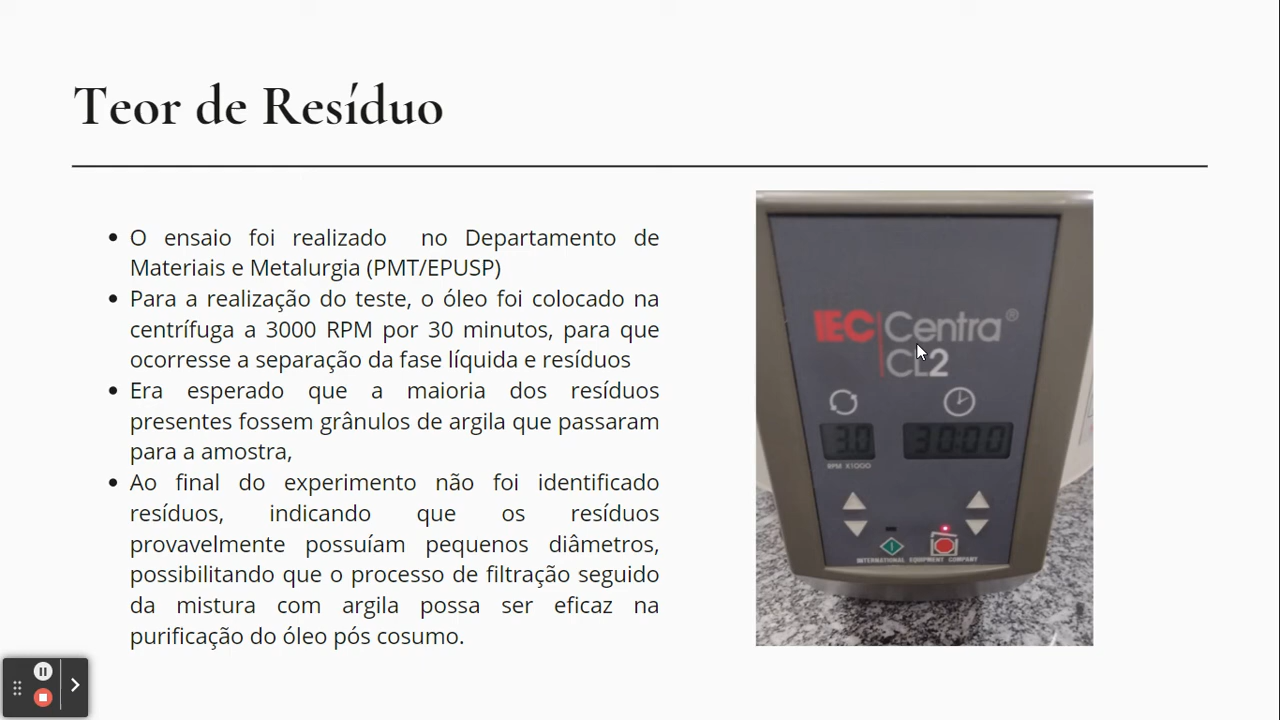 Teor de Resíduo
O ensaio foi realizado no Departamento de
Materiais e Metalurgia (PMT/EPUSP)
Para a realização do teste, o óleo foi colocado na
centrífuga a 3000 RPM por 30 minutos, para que
ocorresse a separação da fase líquida e resíduos
Era esperado que a maioria dos resíduos
presentes fossem grânulos de argila que passaram
para a amostra,
Ao final do experimento não foi identificado
resíduos, indicando que os resíduos
provavelmente possuíam pequenos diâmetros,
possibilitando que o processo de filtração seguido
da mistura com argila possa ser eficaz na
purificação do óleo pós cosumo.
IEC Centra®
CL2
3.0 30:00
RPM X1000
INTERNATIONAL EQUIPMENT COMPANY